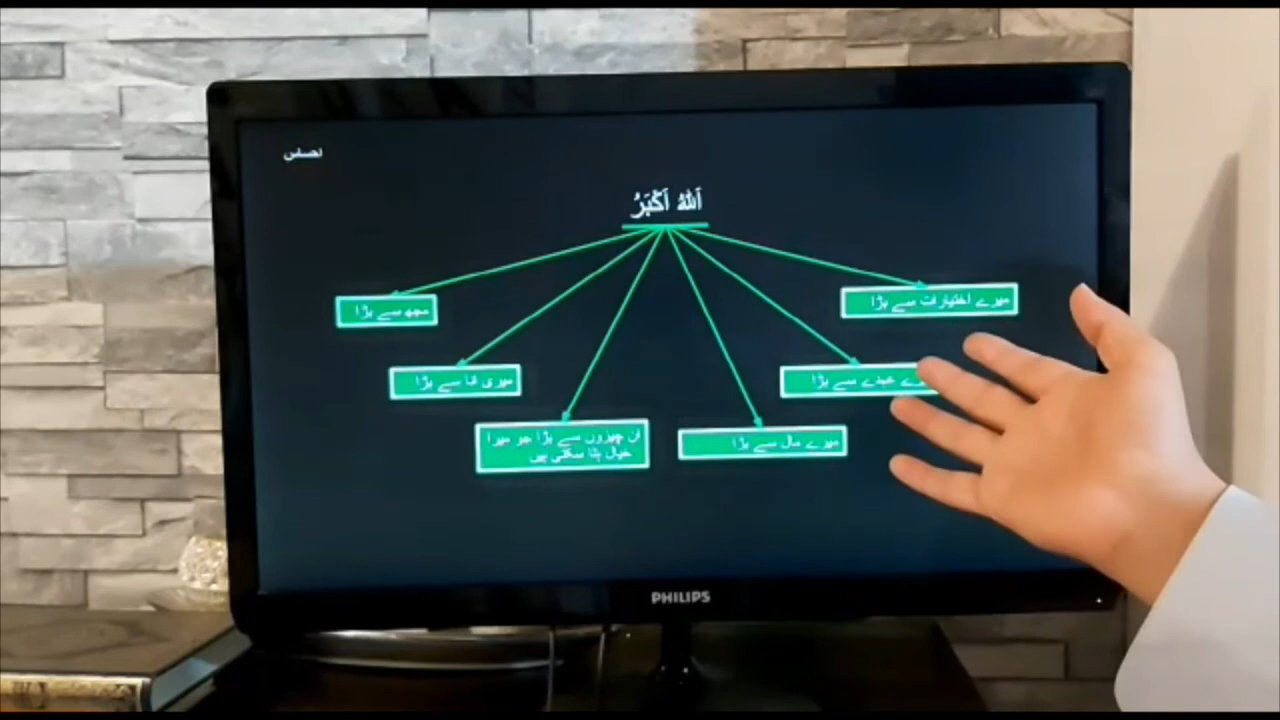 احساس
اَللّٰهُ اَکْبَرُ
میرے اختیارات سے بڑا
مجھ سے بڑا
عہدے سے بڑا
میری انا سے بڑا
میرے مال سے بڑا
ان چیزوں سے بڑا جو میرا
خیال بٹا سکتی ہیں
PHILIPS